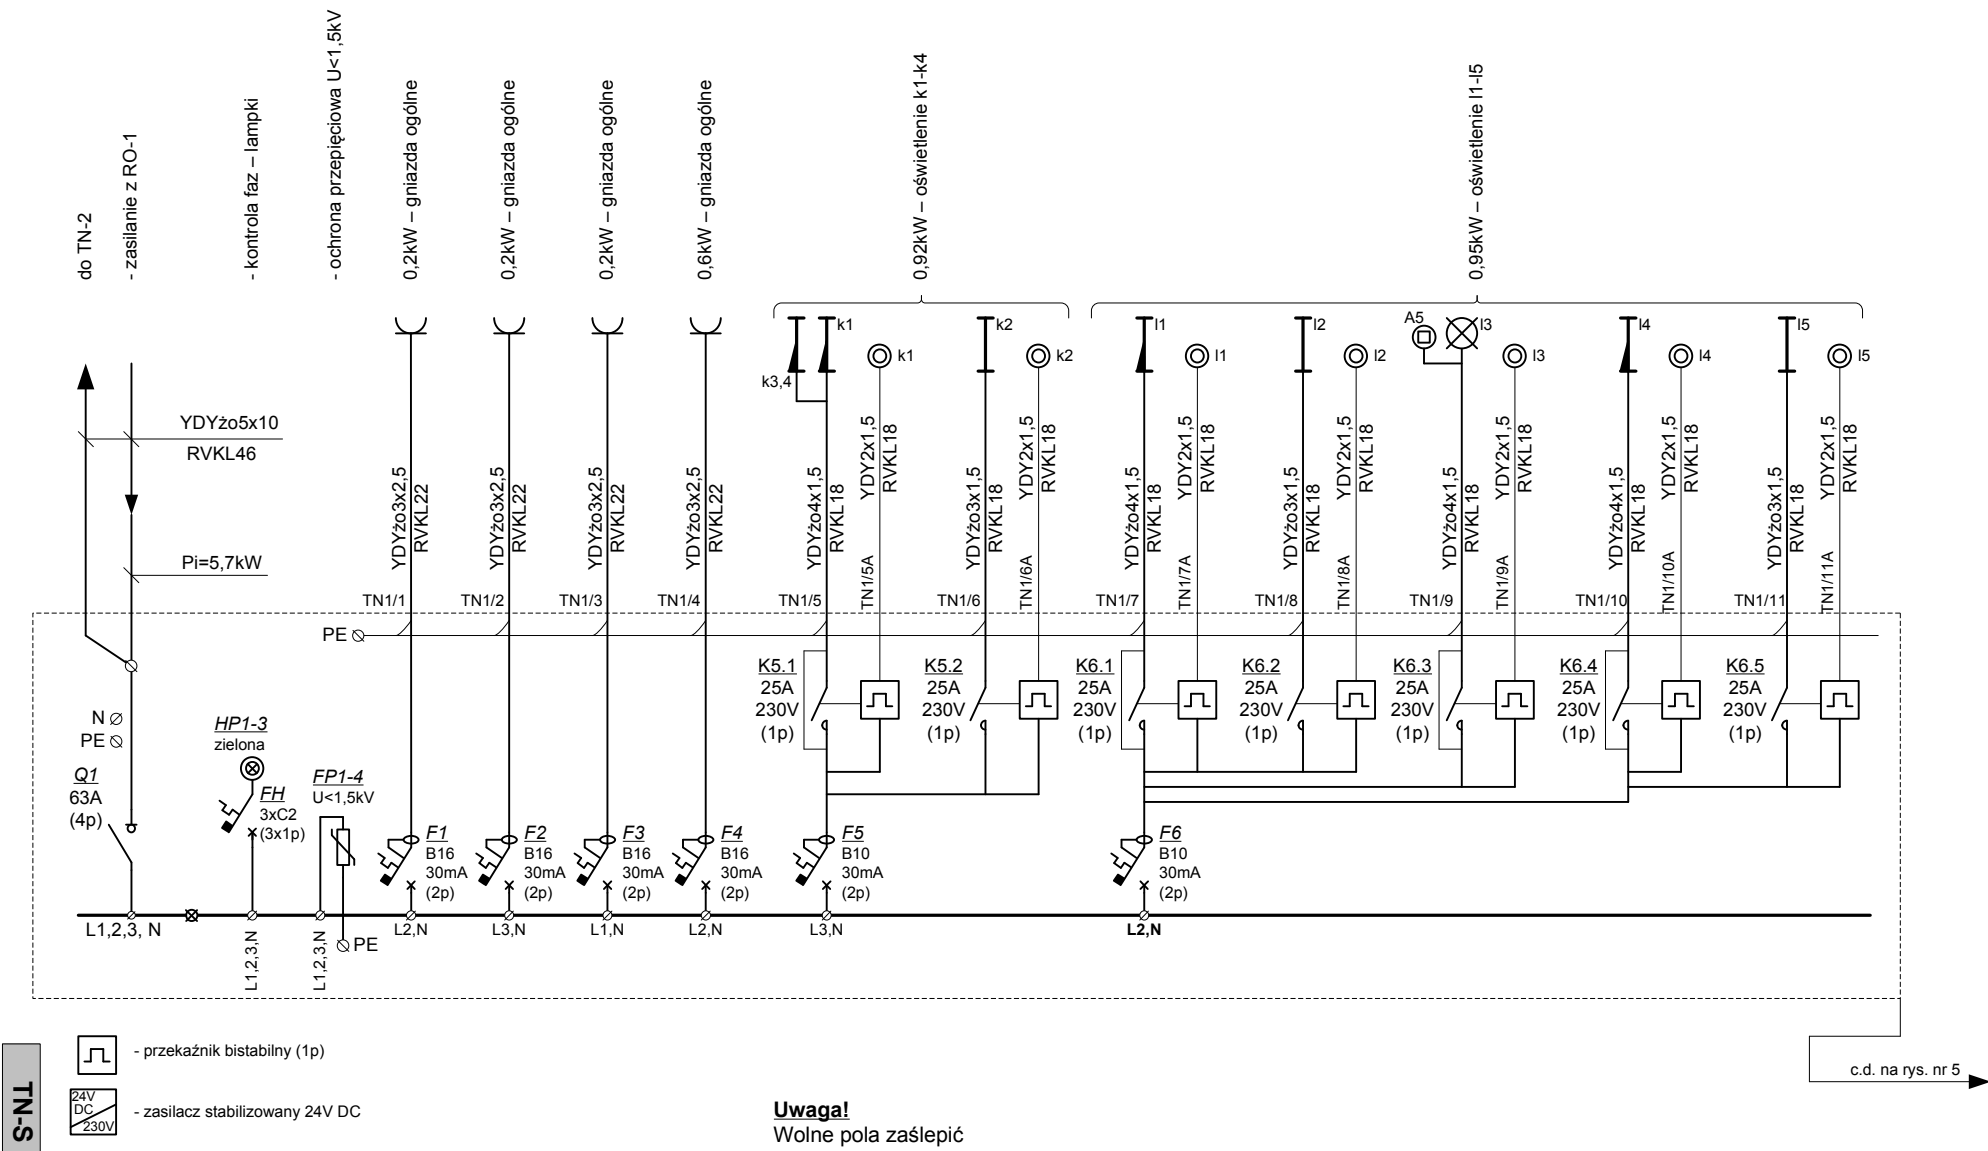 do TN-2
- zasilanie z RO-1
- kontrola faz – lampki
- ochrona przepięciowa U<1,5kV
0,2kW – gniazda ogólne
0,2kW – gniazda ogólne
0,2kW – gniazda ogólne
0,6kW – gniazda ogólne
0,92kW – oświetlenie k1-k4
0,95kW – oświetlenie l1-l5
k1
k1
k3,4
k2
k2
l1
l1
l2
l2
A5
l3
l3
l4
l4
l5
l5
YDYżo5x10
RVKL46
Pi=5,7kW
YDYżo3x2,5
RVKL22
YDYżo3x2,5
RVKL22
YDYżo3x2,5
RVKL22
YDYżo3x2,5
RVKL22
YDYżo4x1,5
RVKL18
YDY2x1,5
RVKL18
YDYżo3x1,5
RVKL18
YDY2x1,5
RVKL18
YDYżo4x1,5
RVKL18
YDY2x1,5
RVKL18
YDYżo3x1,5
RVKL18
YDY2x1,5
RVKL18
YDYżo4x1,5
RVKL18
YDY2x1,5
RVKL18
YDYżo4x1,5
RVKL18
YDY2x1,5
RVKL18
YDYżo3x1,5
RVKL18
YDY2x1,5
RVKL18
TN1/1
TN1/2
TN1/3
TN1/4
TN1/5
TN1/5A
TN1/6
TN1/6A
TN1/7
TN1/7A
TN1/8
TN1/8A
TN1/9
TN1/9A
TN1/10
TN1/10A
TN1/11
TN1/11A
PE
K5.1
25A
230V
(1p)
K5.2
25A
230V
(1p)
K6.1
25A
230V
(1p)
K6.2
25A
230V
(1p)
K6.3
25A
230V
(1p)
K6.4
25A
230V
(1p)
K6.5
25A
230V
(1p)
N
PE
Q1
63A
(4p)
HP1-3
zielona
FH
3xC2
(3x1p)
FP1-4
U<1,5kV
F1
B16
30mA
(2p)
F2
B16
30mA
(2p)
F3
B16
30mA
(2p)
F4
B16
30mA
(2p)
F5
B10
30mA
(2p)
F6
B10
30mA
(2p)
L1,2,3, N
L1,2,3,N
L1,2,3,N
PE
L2,N
L3,N
L1,N
L2,N
L3,N
L2,N
- przekaźnik bistabilny (1p)
24V
DC
230V
- zasilacz stabilizowany 24V DC
TN-S
Uwaga!
Wolne pola zaślepić
c.d. na rys. nr 5